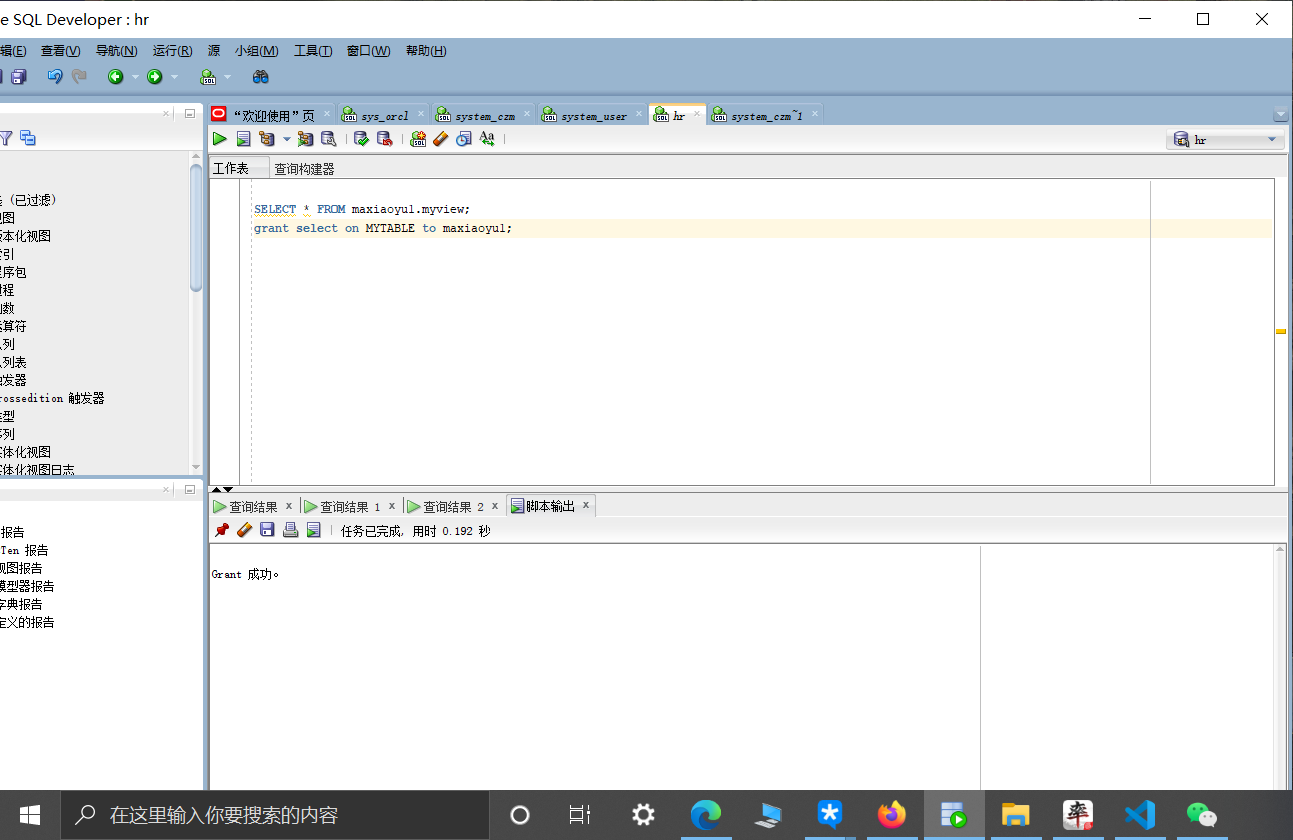 e SQL Developer : hr
辑(E) 查看(V) 导航(N) 运行(R) 源 小组(M) 工具(T) 窗口(W) 帮助(H)
“欢迎使用”页 sys_orcl system_czm system_user hr system_czm~1
hr
工作表 查询构建器
SELECT * FROM maxiaoyu1.myview;
grant select on MYTABLE to maxiaoyu1;
（已过滤）
图
本化视图
引
序包
程
数
算符
列
列表
发器
rossedition 触发器
型
列
体化视图
体化视图日志
查询结果 查询结果 1 查询结果 2 脚本输出
任务已完成, 用时 0.192 秒
Grant 成功。
报告
Ten 报告
视图报告
模型器报告
字典报告
定义的报告
在这里输入你要搜索的内容